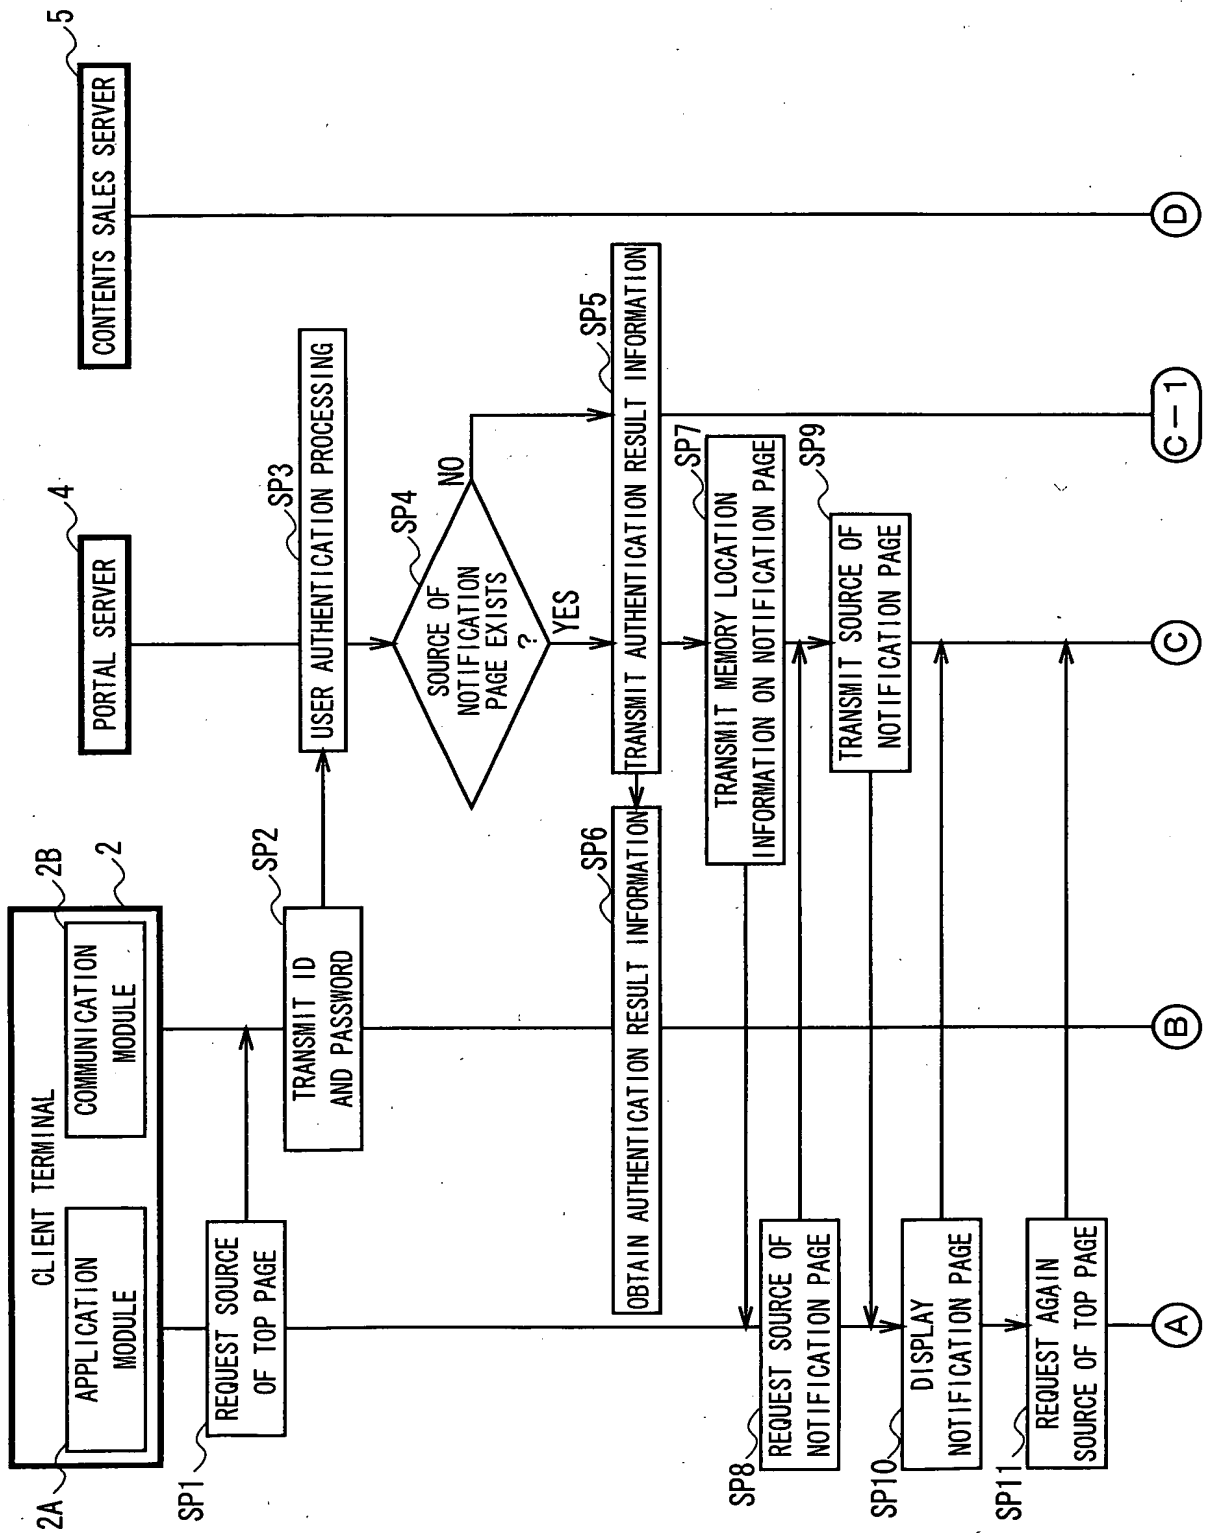 CLIENT TERMINAL
2A
APPLICATION
MODULE
COMMUNICATION
MODULE
2B
2
PORTAL SERVER
4
CONTENTS SALES SERVER
5
SP1
REQUEST SOURCE
OF TOP PAGE
SP2
TRANSMIT ID
AND PASSWORD
SP3
USER AUTHENTICATION PROCESSING
SP4
SOURCE OF
NOTIFICATION
PAGE EXISTS
?
NO
YES
SP5
TRANSMIT AUTHENTICATION RESULT INFORMATION
SP6
OBTAIN AUTHENTICATION RESULT INFORMATION
SP7
TRANSMIT MEMORY LOCATION
INFORMATION ON NOTIFICATION PAGE
SP8
REQUEST SOURCE OF
NOTIFICATION PAGE
SP9
TRANSMIT SOURCE OF
NOTIFICATION PAGE
SP10
DISPLAY
NOTIFICATION PAGE
SP11
REQUEST AGAIN
SOURCE OF TOP PAGE
A
B
C
C-1
D